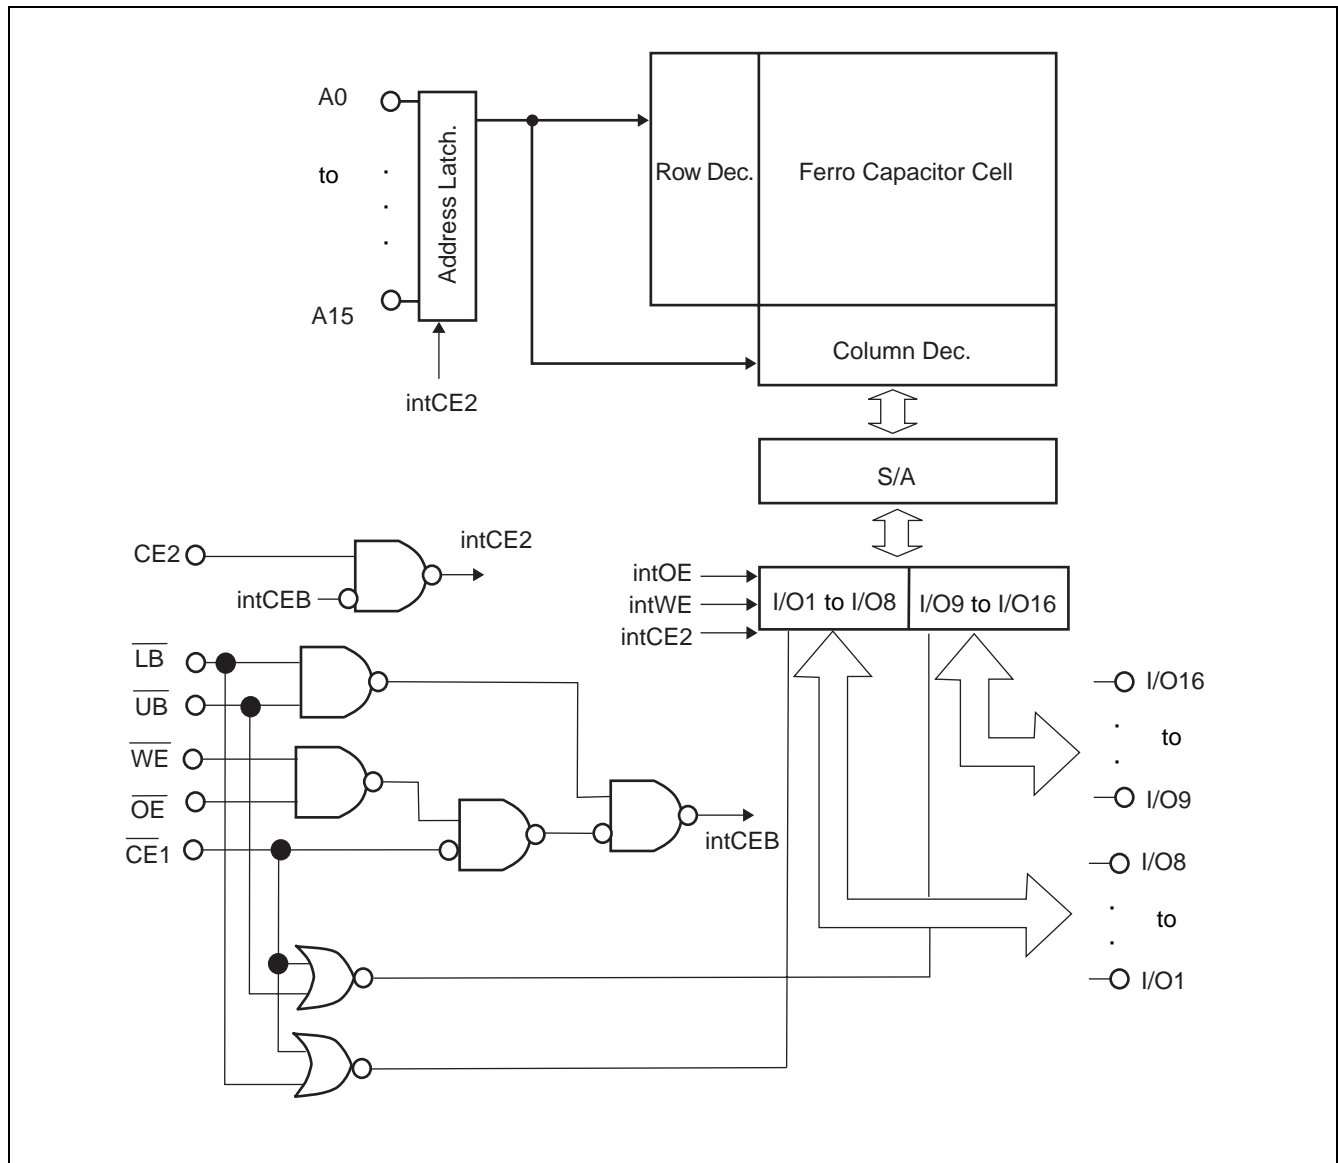 A0
to
A15
Address Latch.
intCE2
Row Dec.
Ferro Capacitor Cell
Column Dec.
S/A
CE2
intCEB
intCE2
intOE
intWE
intCE2
I/O1 to I/O8
I/O9 to I/O16
LB
UB
WE
OE
CE1
intCEB
I/O16
to
I/O9
I/O8
to
I/O1